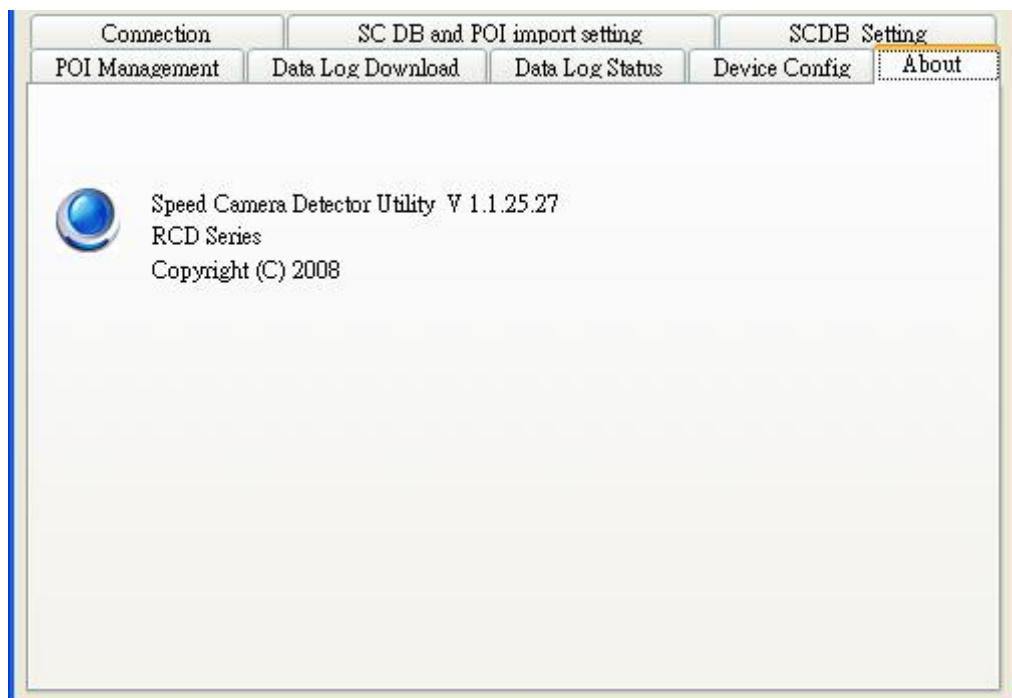 Connection SC DB and POI import setting SCDB Setting
POI Management Data Log Download Data Log Status Device Config About
Speed Camera Detector Utility V 1.1.25.27
RCD Series
Copyright (C) 2008